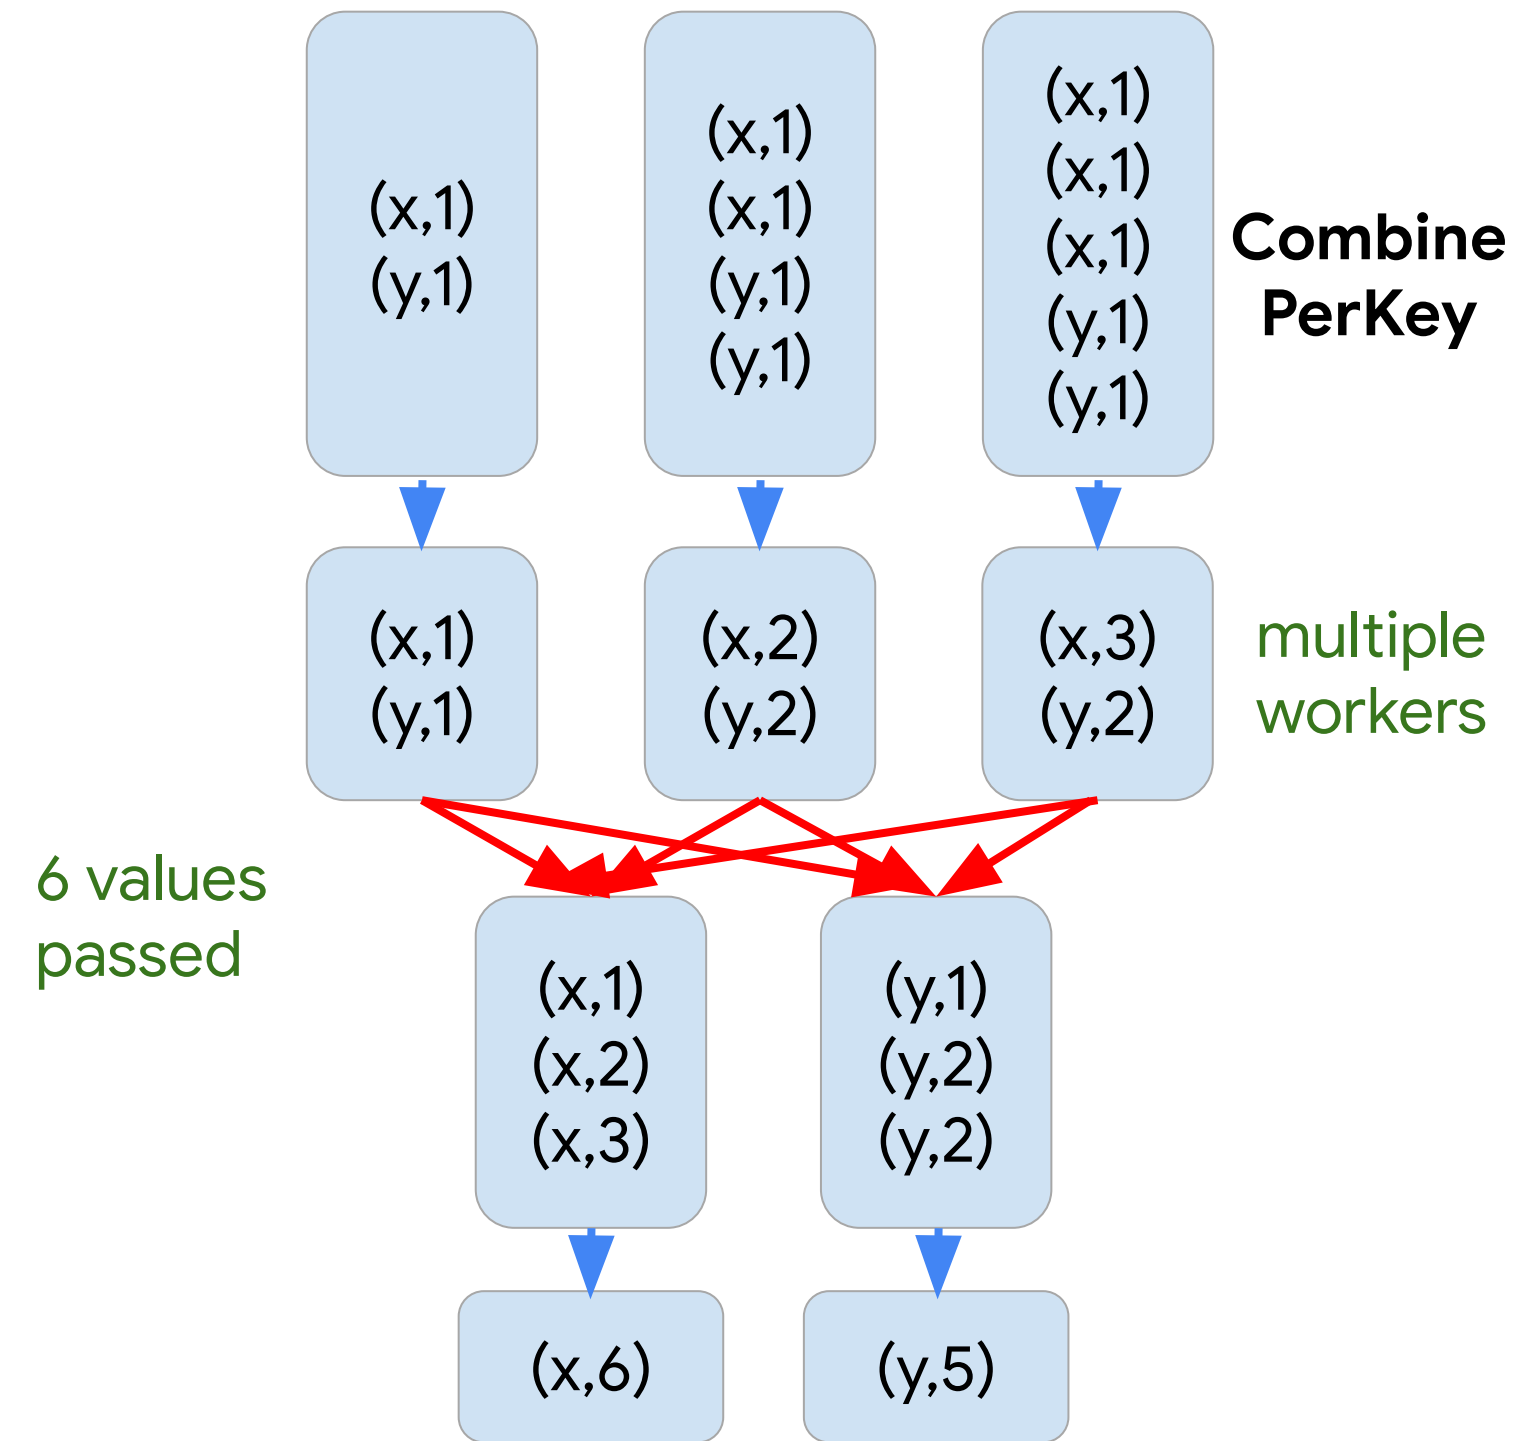 (x,1)
(y,1)
(x,1)
(x,1)
(y,1)
(y,1)
(x,1)
(x,1)
(x,1)
(y,1)
(y,1)
Combine
PerKey
(x,1)
(y,1)
(x,2)
(y,2)
(x,3)
(y,2)
multiple
workers
6 values
passed
(x,1)
(x,2)
(x,3)
(y,1)
(y,2)
(y,2)
(x,6)
(y,5)